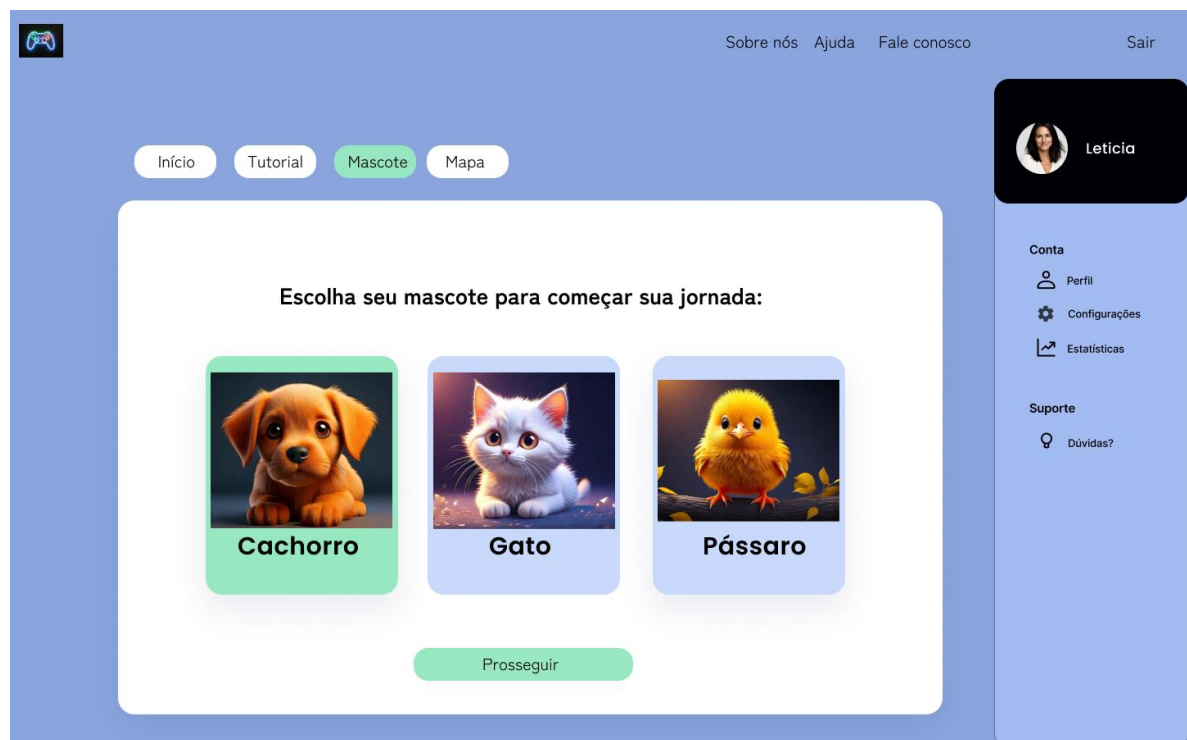 Sobre nós Ajuda Fale conosco Sair
Leticia
Início Tutorial Mascote Mapa
Escolha seu mascote para começar sua jornada:
Cachorro Gato Pássaro
Prosseguir
Conta
Perfil
Configurações
Estatísticas
Suporte
Dúvidas?